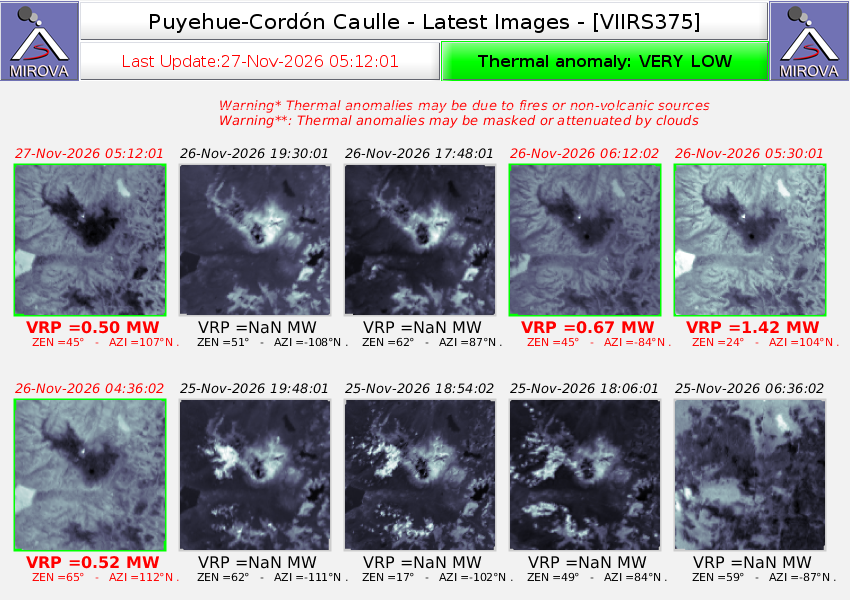 Puyehue-Cordón Caulle - Latest Images - [VIIRS375]
MIROVA
Last Update:27-Nov-2026 05:12:01
Thermal anomaly: VERY LOW
MIROVA
Warning* Thermal anomalies may be due to fires or non-volcanic sources
Warning**: Thermal anomalies may be masked or attenuated by clouds
27-Nov-2026 05:12:01 26-Nov-2026 19:30:01 26-Nov-2026 17:48:01 26-Nov-2026 06:12:02 26-Nov-2026 05:30:01
VRP =0.50 MW VRP =NaN MW VRP =NaN MW VRP =0.67 MW VRP =1.42 MW
ZEN =45° - AZI =107°N . ZEN =51° - AZI =-108°N . ZEN =62° - AZI =87°N . ZEN =45° - AZI =-84°N . ZEN =24° - AZI =104°N .
26-Nov-2026 04:36:02 25-Nov-2026 19:48:01 25-Nov-2026 18:54:02 25-Nov-2026 18:06:01 25-Nov-2026 06:36:02
VRP =0.52 MW VRP =NaN MW VRP =NaN MW VRP =NaN MW VRP =NaN MW
ZEN =65° - AZI =112°N . ZEN =62° - AZI =-111°N . ZEN =17° - AZI =-102°N . ZEN =49° - AZI =84°N . ZEN =59° - AZI =-87°N .